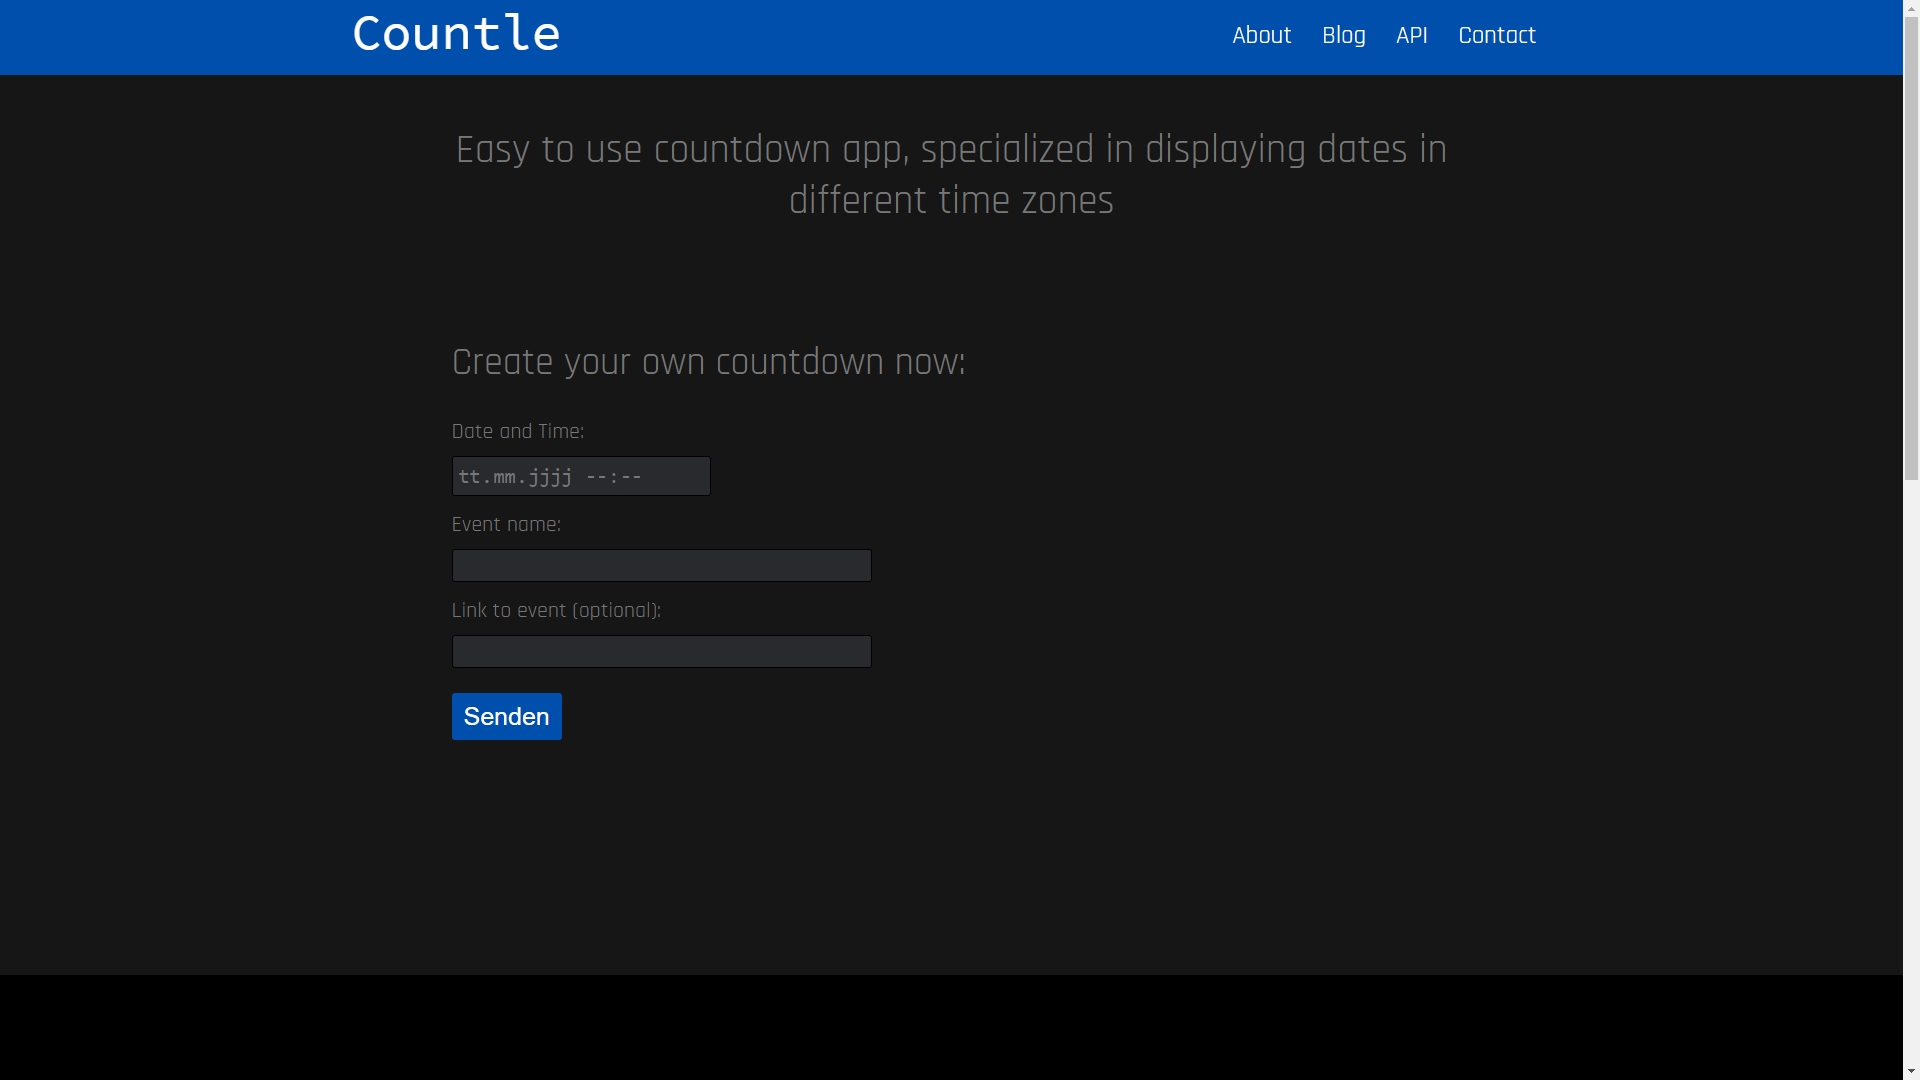 Countle
About Blog API Contact
Easy to use countdown app, specialized in displaying dates in
different time zones
Create your own countdown now:
Date and Time:
tt.mm.jjjj --:--
Event name:
Link to event (optional):
Senden